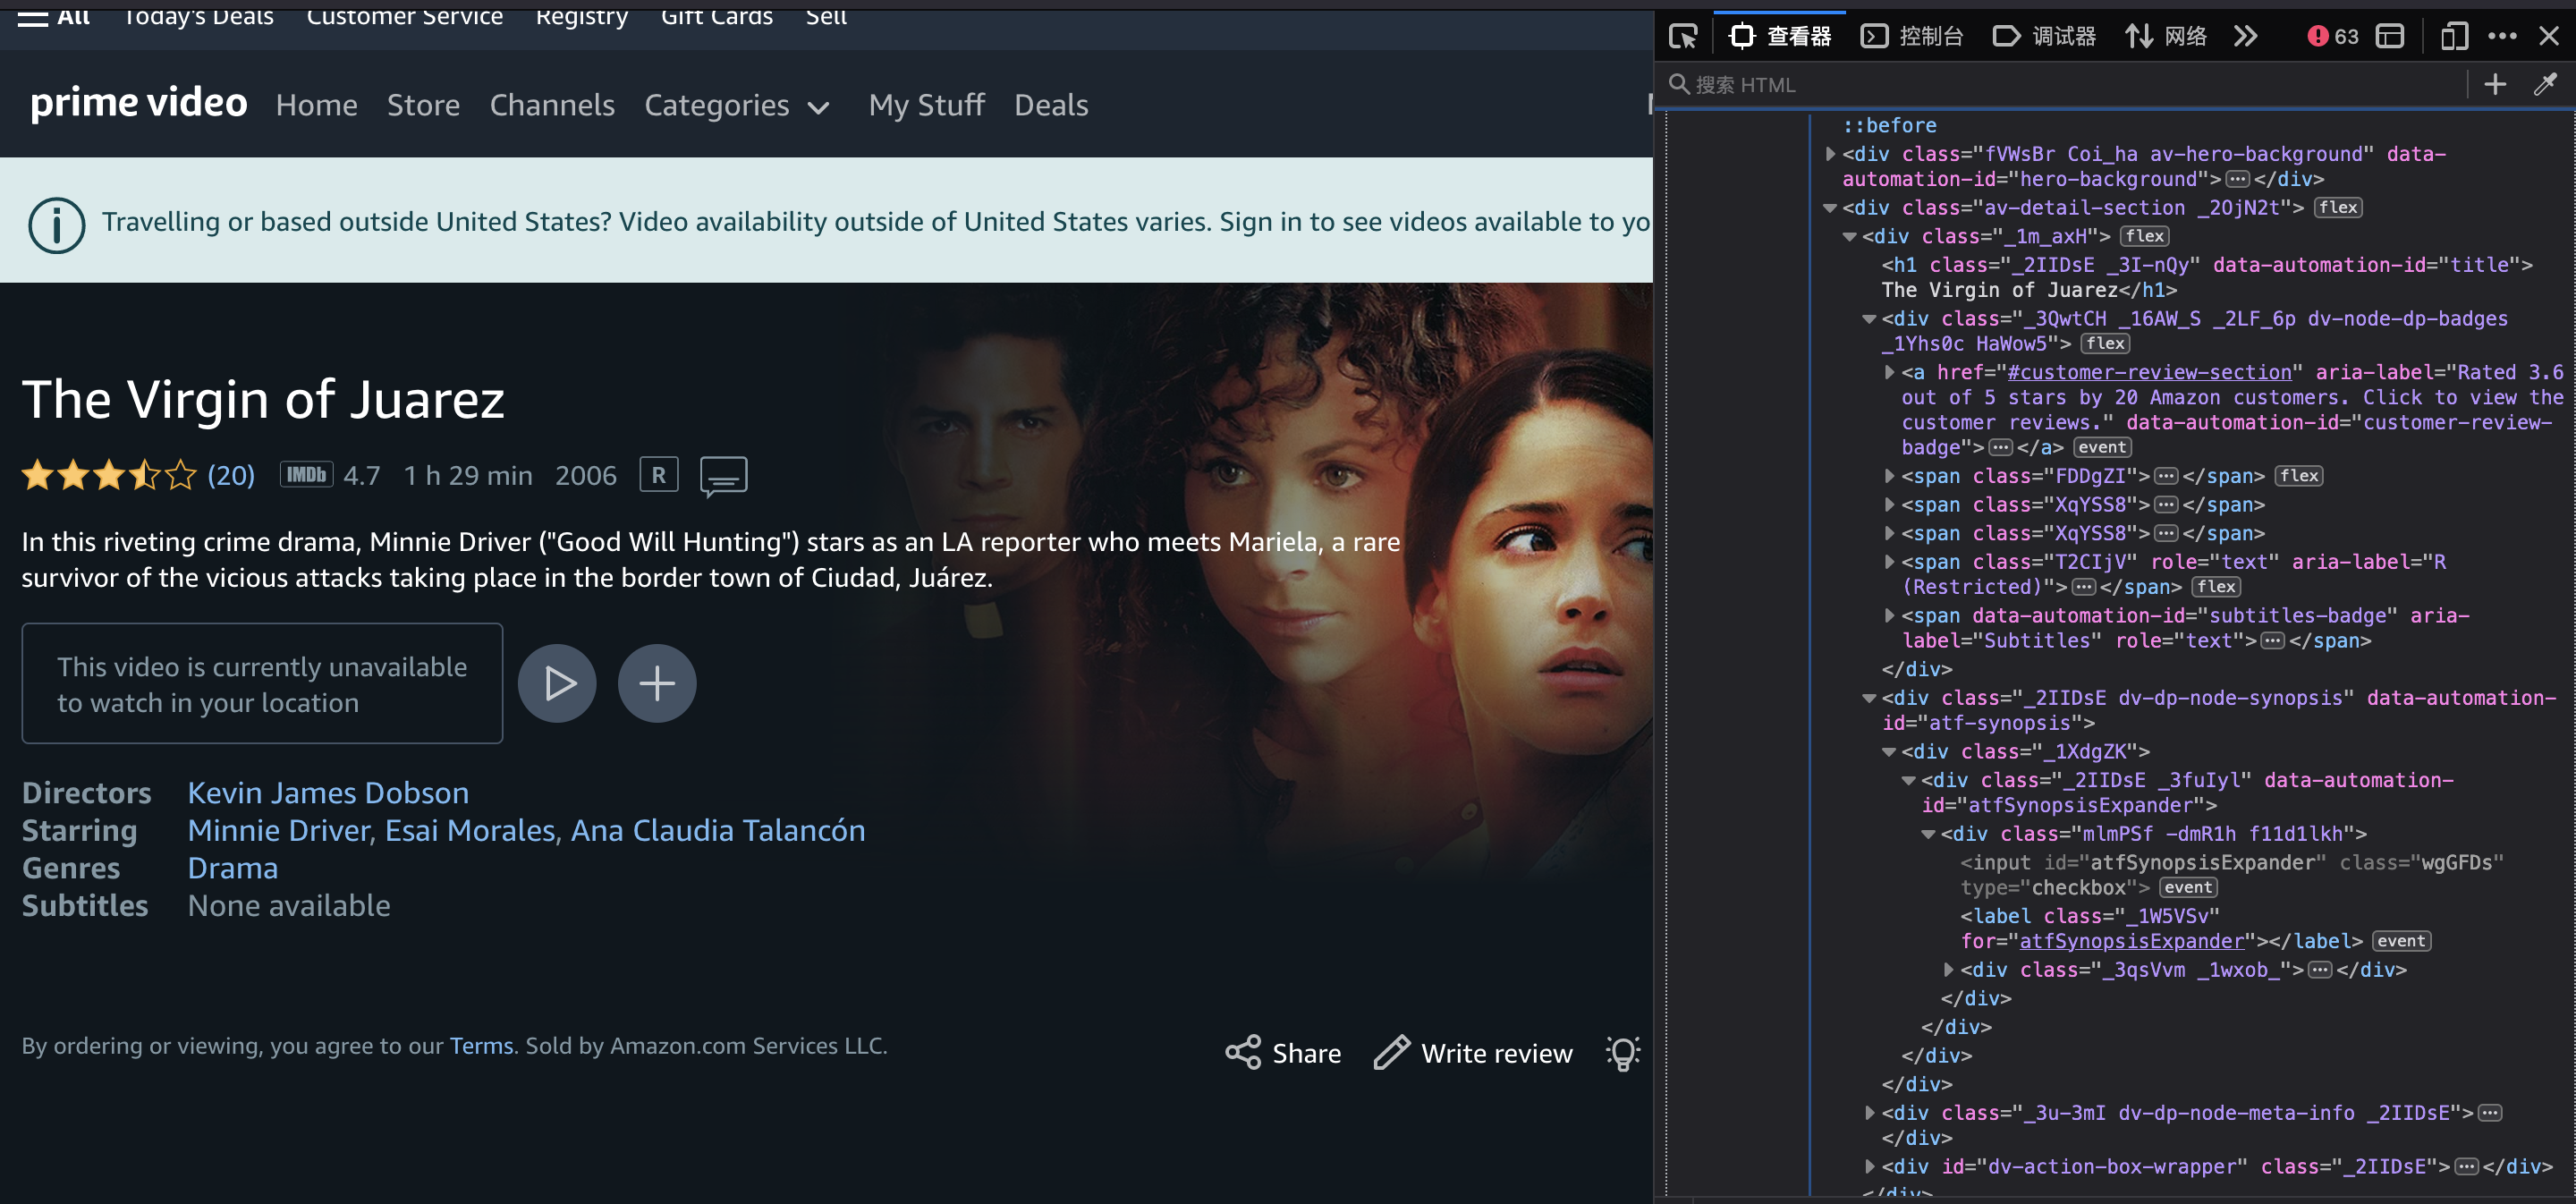 All Today's Deals Customer Service Registry Gift Cards Sell
prime video Home Store Channels Categories My Stuff Deals
Travelling or based outside United States? Video availability outside of United States varies. Sign in to see videos available to yo
The Virgin of Juarez
(20) IMDb 4.7 1 h 29 min 2006 R
In this riveting crime drama, Minnie Driver ("Good Will Hunting") stars as an LA reporter who meets Mariela, a rare
survivor of the vicious attacks taking place in the border town of Ciudad, Juárez.
This video is currently unavailable
to watch in your location
Directors Kevin James Dobson
Starring Minnie Driver, Esai Morales, Ana Claudia Talancón
Genres Drama
Subtitles None available
By ordering or viewing, you agree to our Terms. Sold by Amazon.com Services LLC.
Share Write review
查看器 控制台 调试器 网络 63
搜索 HTML
::before
<div class="fVWsBr Coi_ha av-hero-background" data-
automation-id="hero-background"></div>
<div class="av-detail-section _2OjN2t"> flex
<div class="_1m_axH"> flex
<h1 class="_2IIDsE _3I-nQy" data-automation-id="title">
The Virgin of Juarez</h1>
<div class="_3QwtCH _16AW_S _2LF_6p dv-node-dp-badges
_1Yhs0c HaWow5"> flex
<a href="#customer-review-section" aria-label="Rated 3.6
out of 5 stars by 20 Amazon customers. Click to view the
customer reviews." data-automation-id="customer-review-
badge"></a> event
<span class="FDDgZI"></span> flex
<span class="XqYSS8"></span>
<span class="XqYSS8"></span>
<span class="T2CIjV" role="text" aria-label="R
(Restricted)"></span> flex
<span data-automation-id="subtitles-badge" aria-
label="Subtitles" role="text"></span>
</div>
<div class="_2IIDsE dv-dp-node-synopsis" data-automation-
id="atf-synopsis">
<div class="_1XdgZK">
<div class="_2IIDsE _3fuIyl" data-automation-
id="atfSynopsisExpander">
<div class="mlmPSf -dmR1h f11d1lkh">
<input id="atfSynopsisExpander" class="wgGFDs"
type="checkbox"> event
<label class="_1W5VSv"
for="atfSynopsisExpander"></label> event
<div class="_3qsVvm _1wxob_"></div>
</div>
</div>
</div>
</div>
<div class="_3u-3mI dv-dp-node-meta-info _2IIDsE">
</div>
<div id="dv-action-box-wrapper" class="_2IIDsE"></div>
</div>